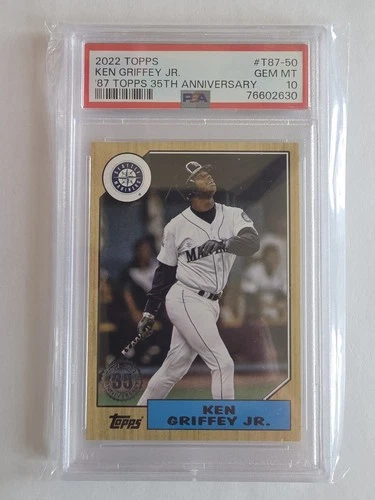 2022 TOPPS #T87-50
KEN GRIFFEY JR. GEM MT
'87 TOPPS 35TH ANNIVERSARY 10
PSA 76602630
SEATTLE
MARINERS
35
Topps
KEN
GRIFFEY JR.